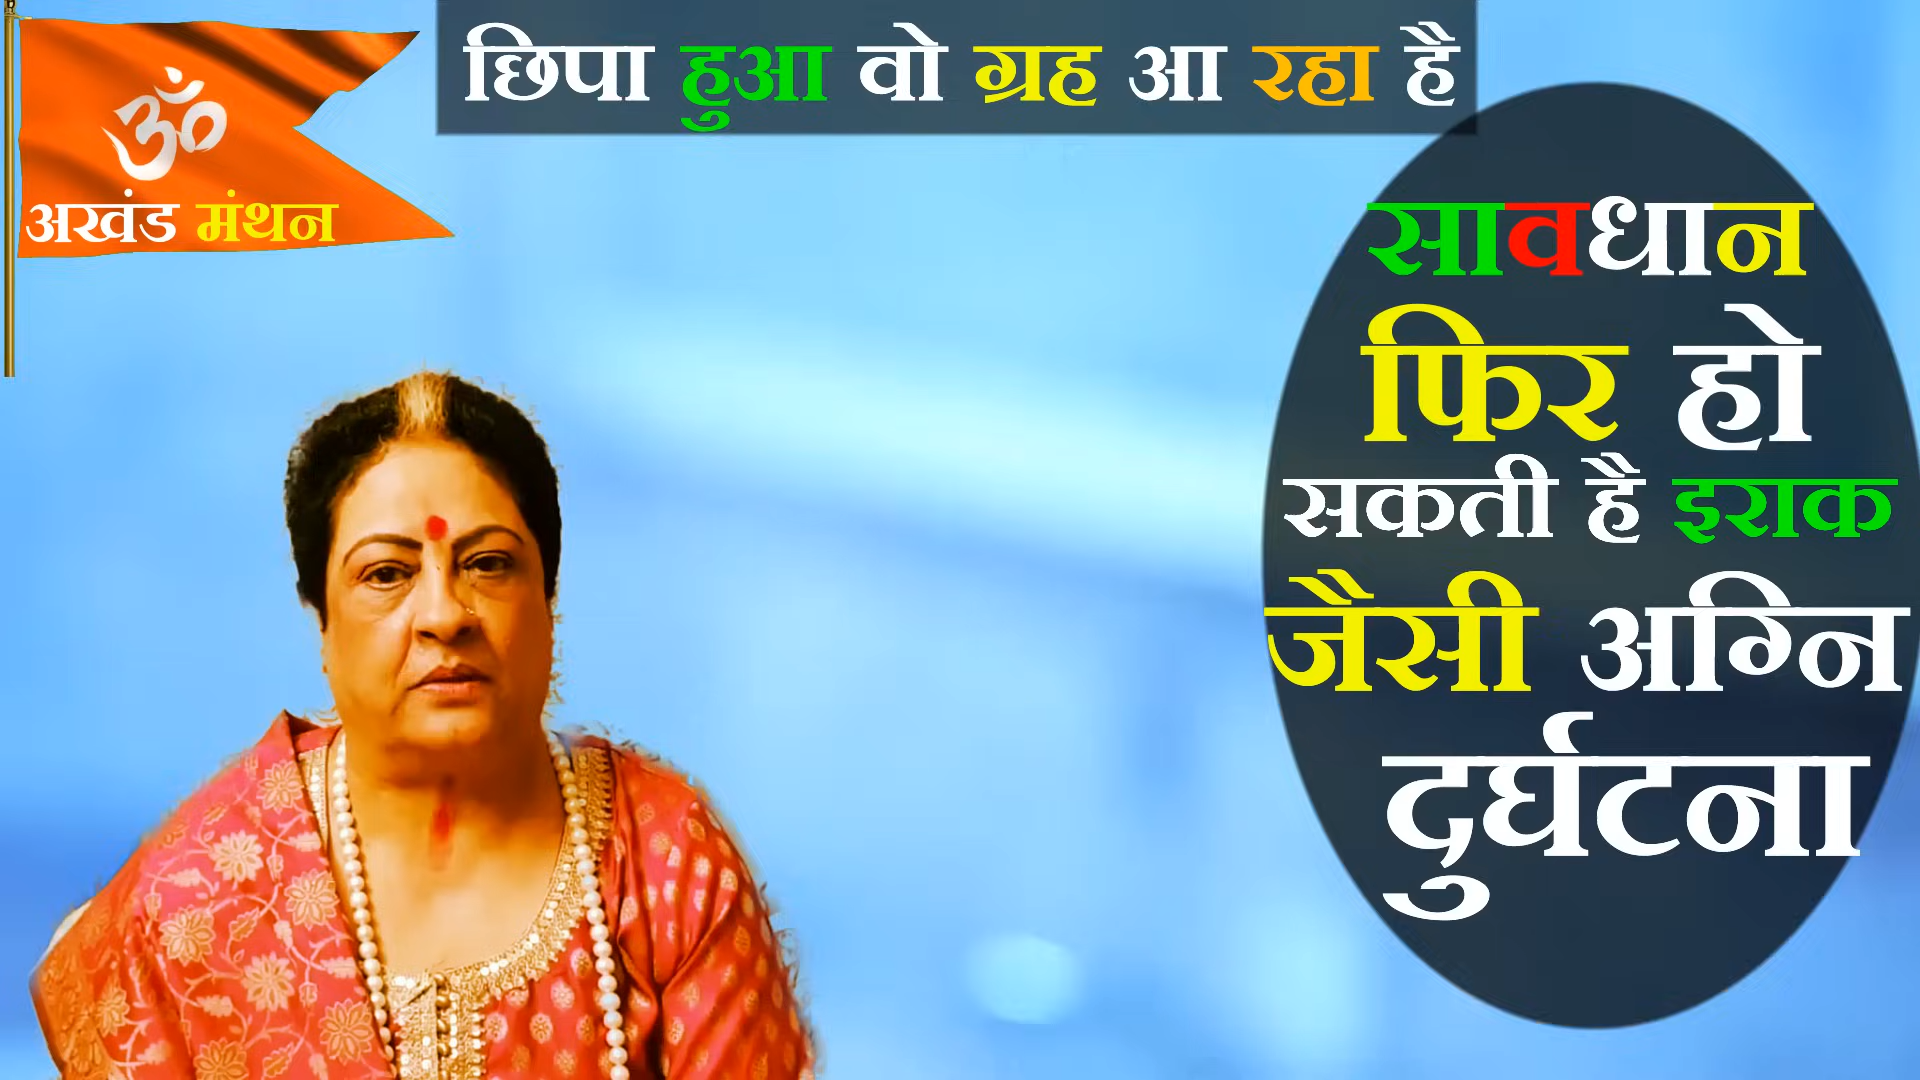 छिपा हुआ वो ग्रह आ रहा है
ॐ
अखंड मंथन
सावधान
फिर हो
सकती है इराक
जैसी अग्नि
दुर्घटना